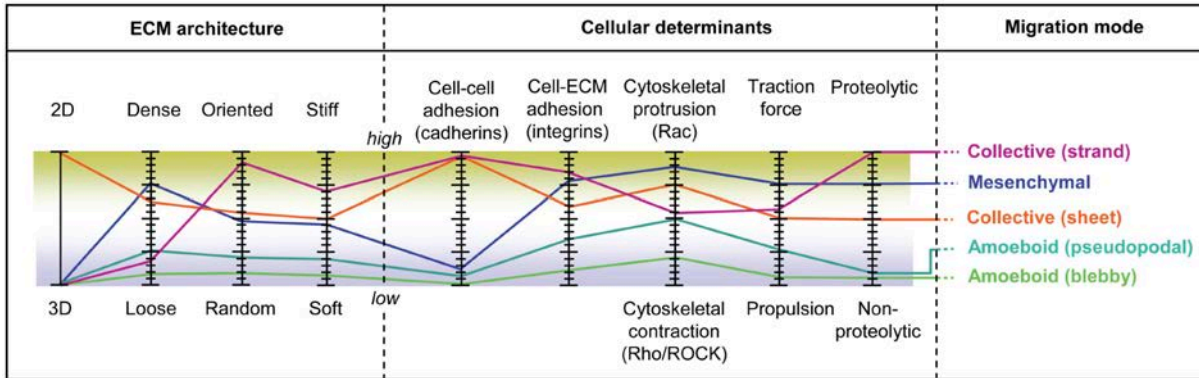 ECM architecture
Cellular determinants
Migration mode
2D
Dense
Oriented
Stiff
high
Cell-cell
adhesion
(cadherins)
Cell-ECM
adhesion
(integrins)
Cytoskeletal
protrusion
(Rac)
Traction
force
Proteolytic
Collective (strand)
Mesenchymal
Collective (sheet)
Amoeboid (pseudopodal)
Amoeboid (blebby)
3D
Loose
Random
Soft
low
Cytoskeletal
contraction
(Rho/ROCK)
Propulsion
Non-
proteolytic